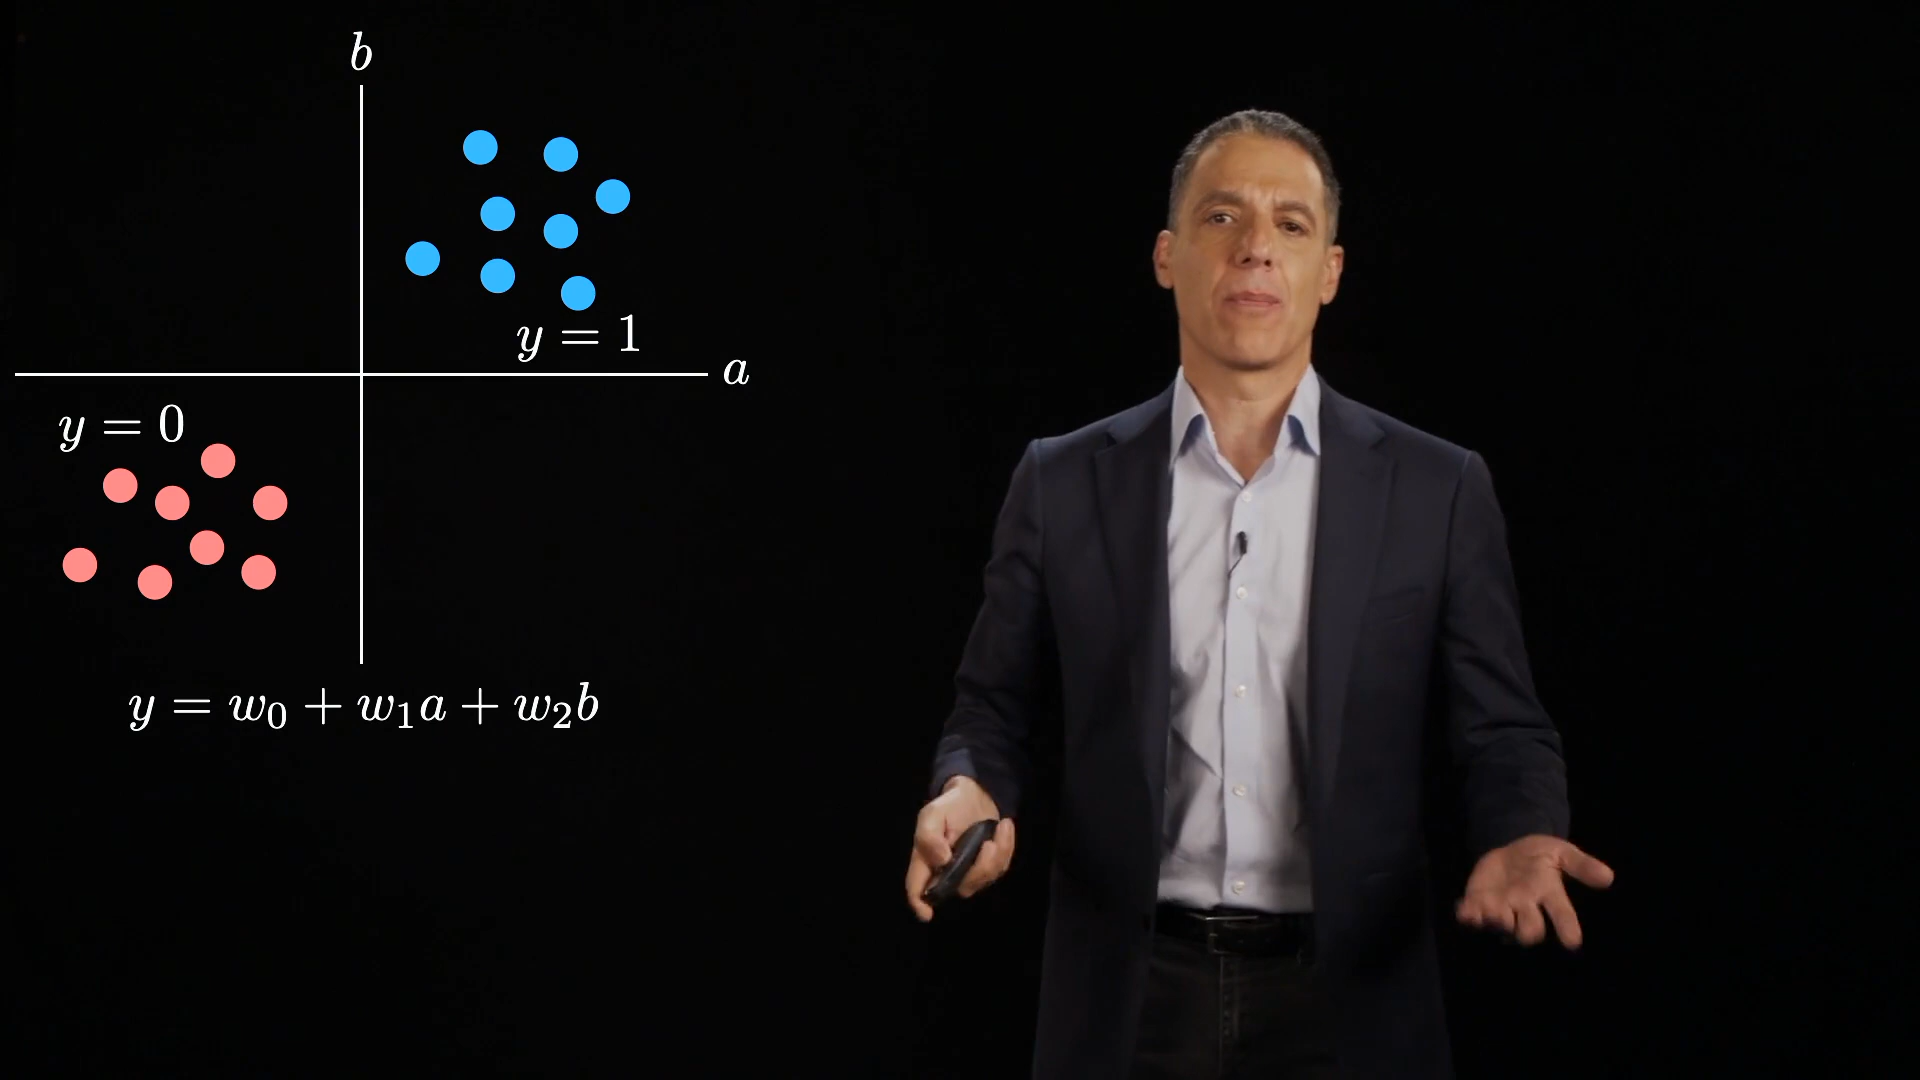 b
y = 1
a
y = 0
y = w₀ + w₁a + w₂b